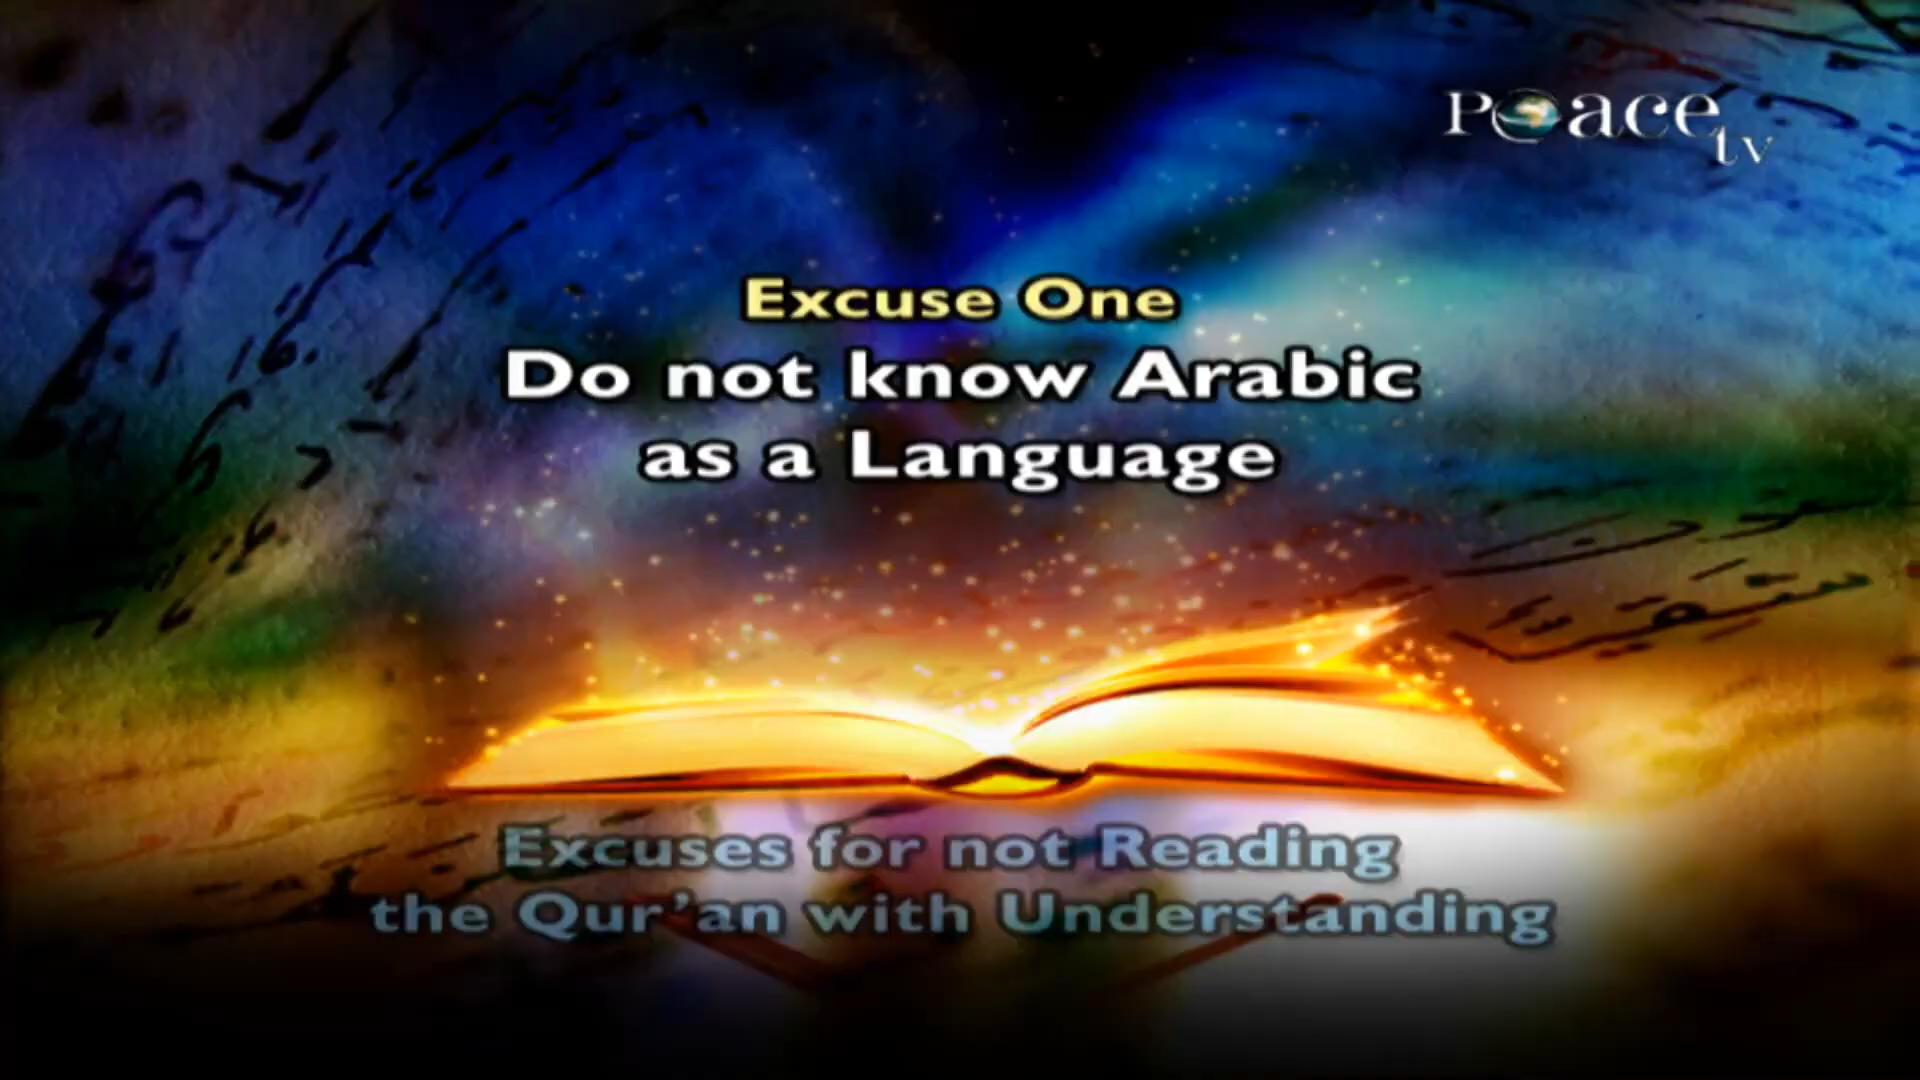 Peace
tv
Excuse One
Do not know Arabic
as a Language
Excuses for not Reading
the Qur'an with Understanding